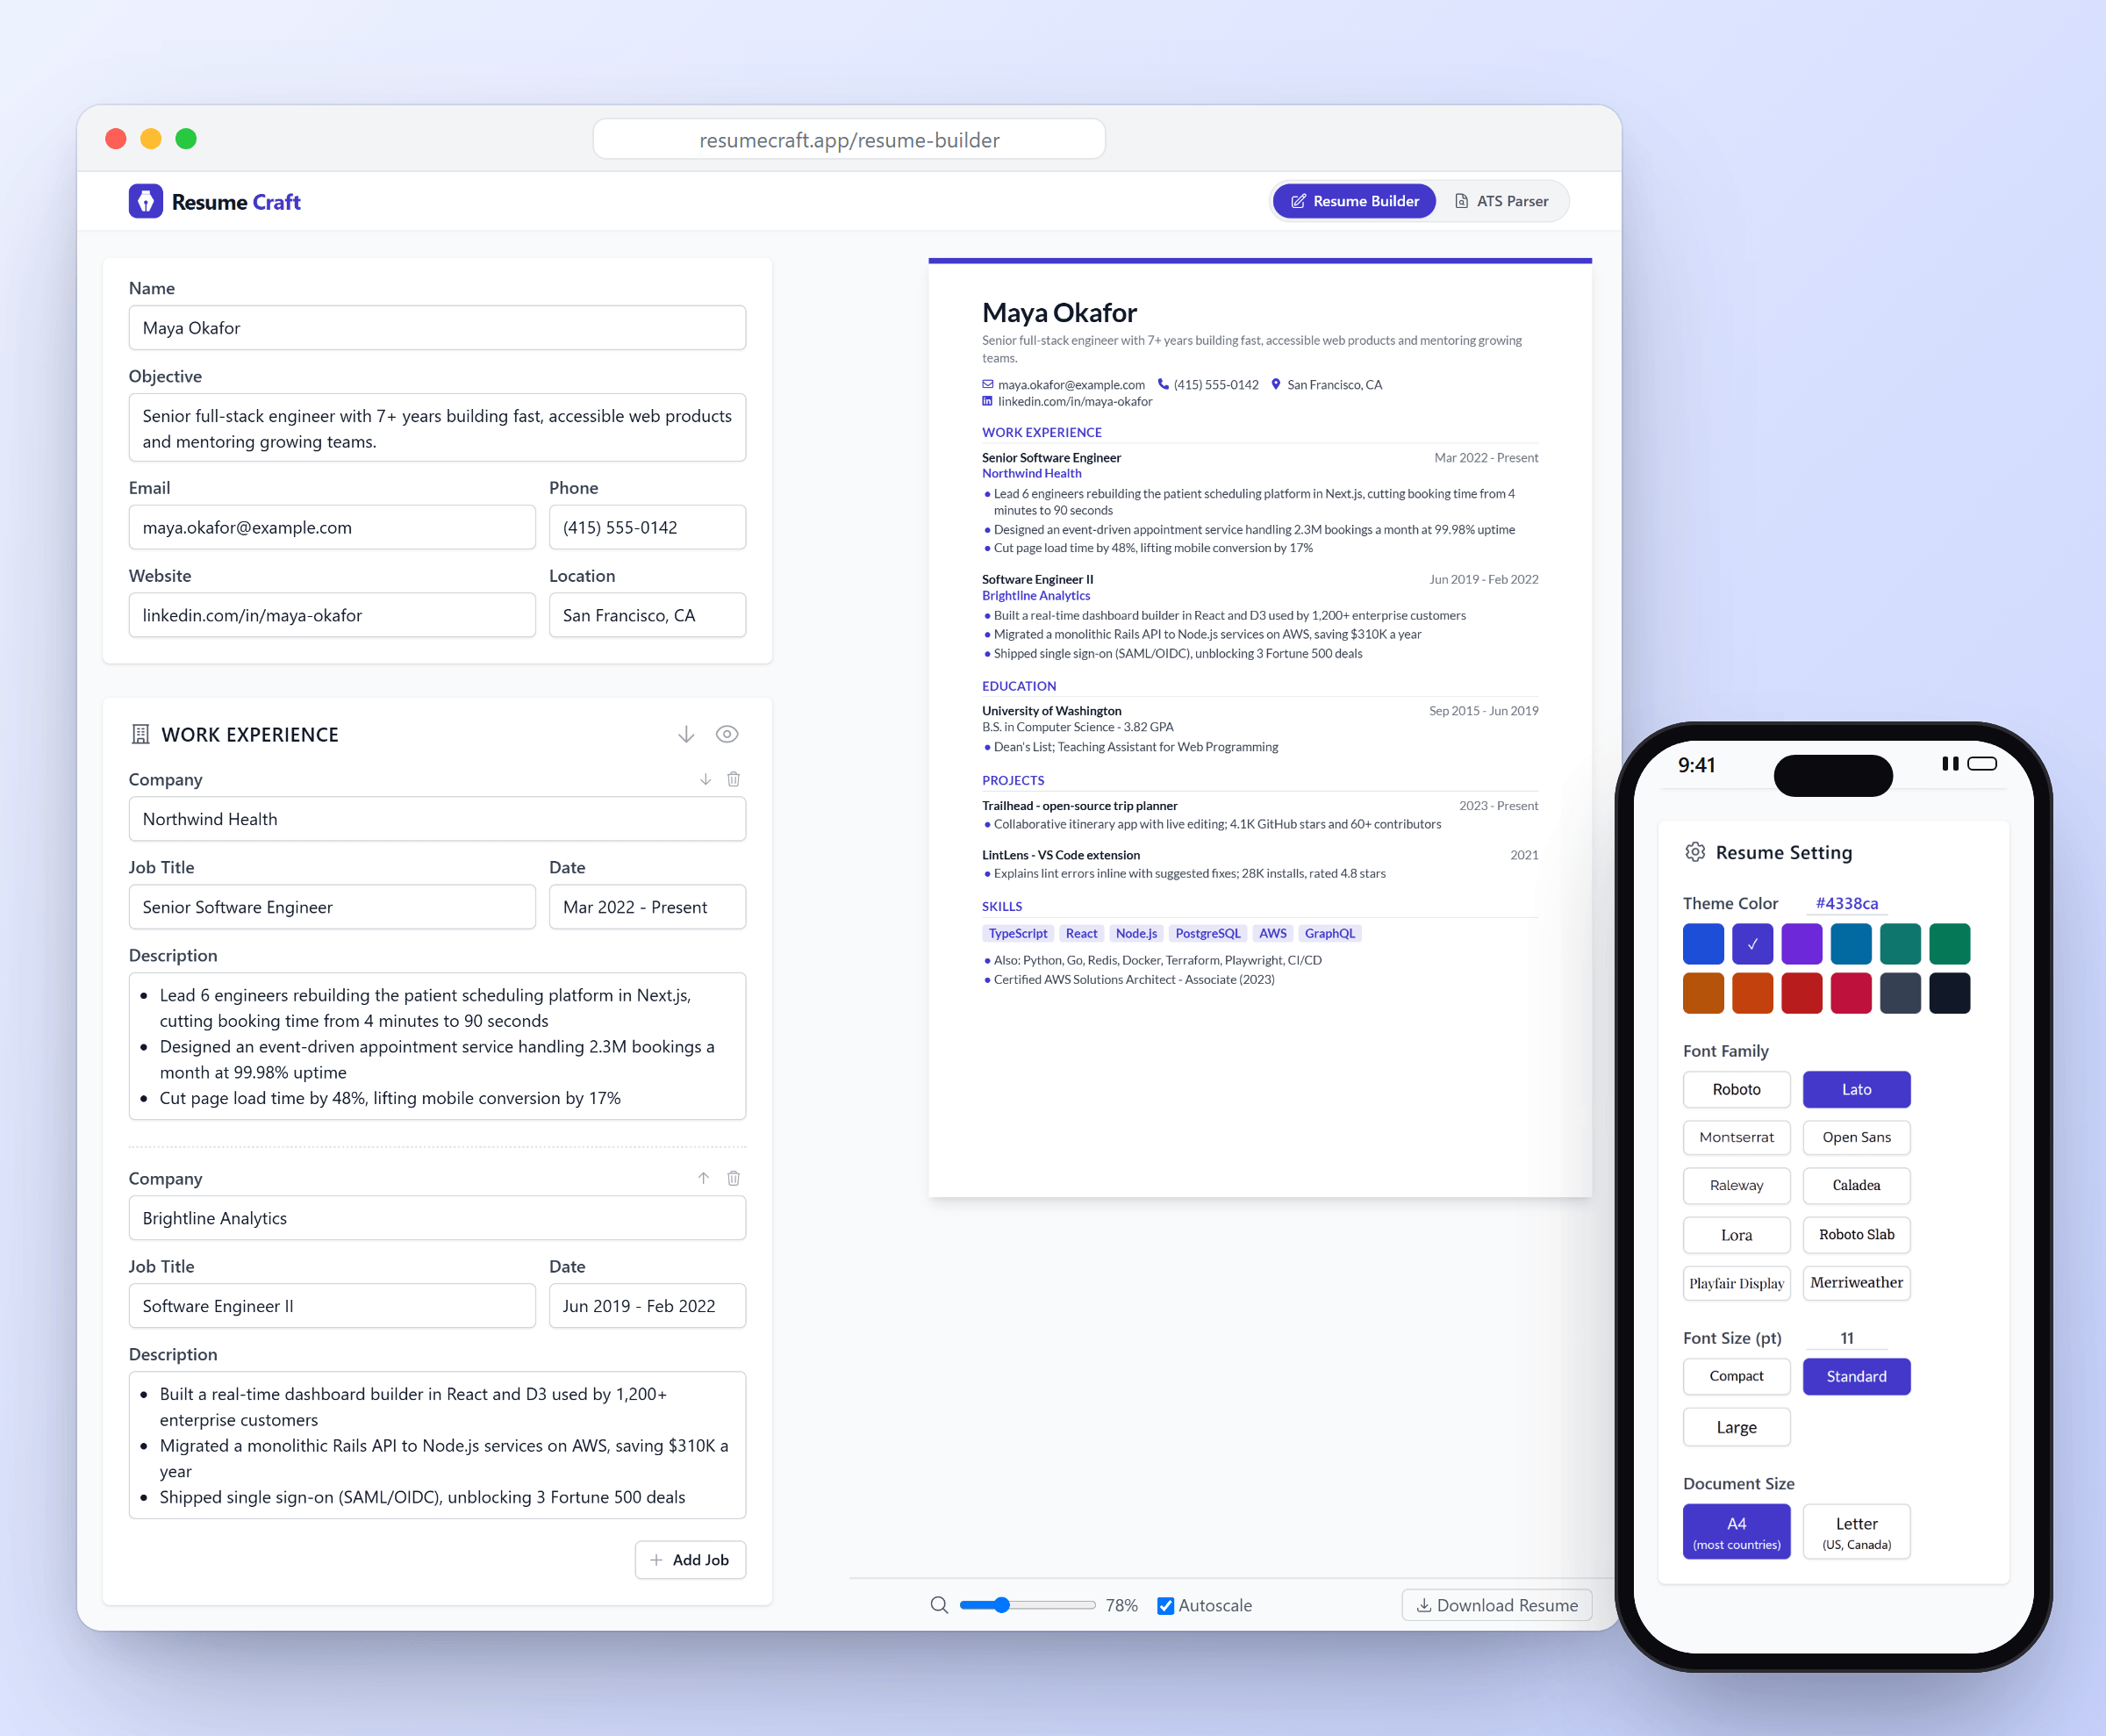 resumecraft.app/resume-builder
Resume Craft
Resume Builder
ATS Parser
Name
Maya Okafor
Objective
Senior full-stack engineer with 7+ years building fast, accessible web products
and mentoring growing teams.
Email
Phone
maya.okafor@example.com
(415) 555-0142
Website
Location
linkedin.com/in/maya-okafor
San Francisco, CA
WORK EXPERIENCE
Company
Northwind Health
Job Title
Date
Senior Software Engineer
Mar 2022 - Present
Description
• Lead 6 engineers rebuilding the patient scheduling platform in Next.js,
cutting booking time from 4 minutes to 90 seconds
• Designed an event-driven appointment service handling 2.3M bookings a
month at 99.98% uptime
• Cut page load time by 48%, lifting mobile conversion by 17%
Company
Brightline Analytics
Job Title
Date
Software Engineer II
Jun 2019 - Feb 2022
Description
• Built a real-time dashboard builder in React and D3 used by 1,200+
enterprise customers
• Migrated a monolithic Rails API to Node.js services on AWS, saving $310K a
year
• Shipped single sign-on (SAML/OIDC), unblocking 3 Fortune 500 deals
+ Add Job
Maya Okafor
Senior full-stack engineer with 7+ years building fast, accessible web products and mentoring growing
teams.
maya.okafor@example.com (415) 555-0142 San Francisco, CA
linkedin.com/in/maya-okafor
WORK EXPERIENCE
Senior Software Engineer Mar 2022 - Present
Northwind Health
• Lead 6 engineers rebuilding the patient scheduling platform in Next.js, cutting booking time from 4
minutes to 90 seconds
• Designed an event-driven appointment service handling 2.3M bookings a month at 99.98% uptime
• Cut page load time by 48%, lifting mobile conversion by 17%
Software Engineer II Jun 2019 - Feb 2022
Brightline Analytics
• Built a real-time dashboard builder in React and D3 used by 1,200+ enterprise customers
• Migrated a monolithic Rails API to Node.js services on AWS, saving $310K a year
• Shipped single sign-on (SAML/OIDC), unblocking 3 Fortune 500 deals
EDUCATION
University of Washington Sep 2015 - Jun 2019
B.S. in Computer Science - 3.82 GPA
• Dean's List; Teaching Assistant for Web Programming
PROJECTS
Trailhead - open-source trip planner 2023 - Present
• Collaborative itinerary app with live editing; 4.1K GitHub stars and 60+ contributors
LintLens - VS Code extension 2021
• Explains lint errors inline with suggested fixes; 28K installs, rated 4.8 stars
SKILLS
TypeScript React Node.js PostgreSQL AWS GraphQL
• Also: Python, Go, Redis, Docker, Terraform, Playwright, CI/CD
• Certified AWS Solutions Architect - Associate (2023)
78% Autoscale
Download Resume
9:41
Resume Setting
Theme Color #4338ca
Font Family
Roboto Lato
Montserrat Open Sans
Raleway Caladea
Lora Roboto Slab
Playfair Display Merriweather
Font Size (pt) 11
Compact Standard
Large
Document Size
A4 Letter
(most countries) (US, Canada)